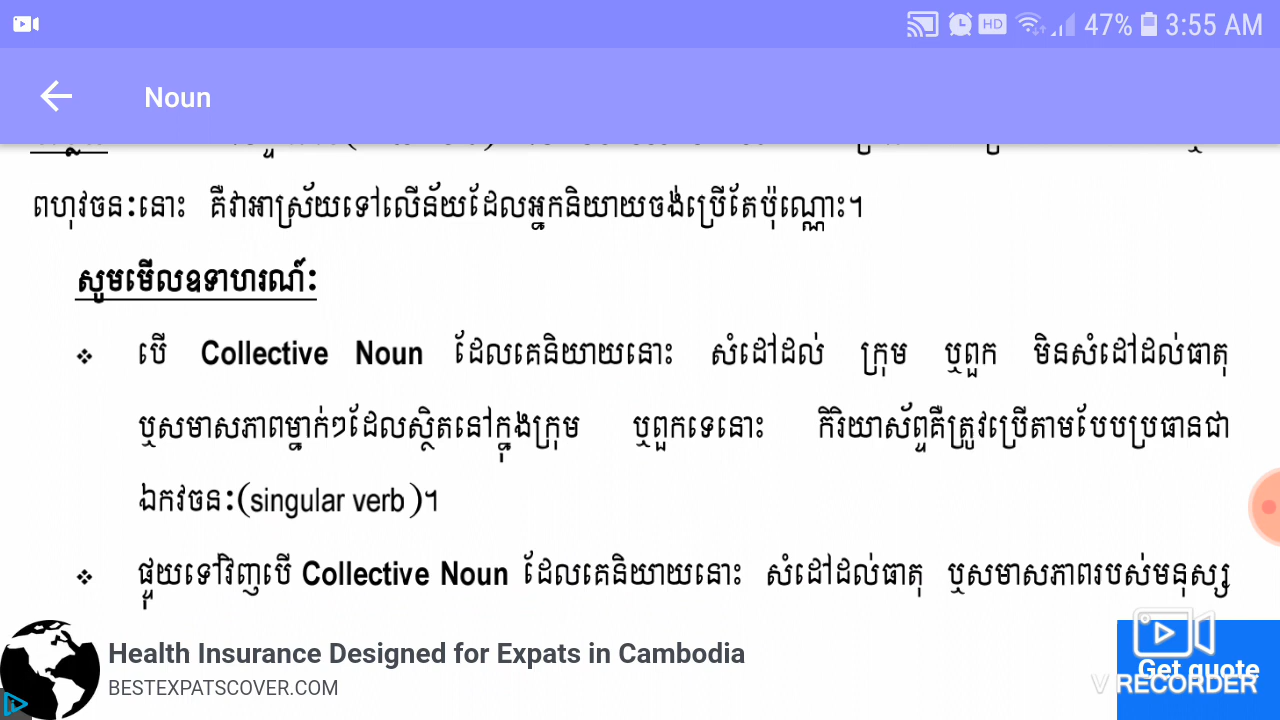 47% 3:55 AM
HD
Noun
ពហុវចនៈនោះ គឺវាអាស្រ័យទៅលើន័យដែលអ្នកនិយាយចង់ប្រើតែប៉ុណ្ណោះ។
សូមមើលឧទាហរណ៍ៈ
❖ បើ Collective Noun ដែលគេនិយាយនោះ សំដៅដល់ ក្រុម ឬពួក មិនសំដៅដល់ធាតុ
ឬសមាសភាពម្នាក់ៗដែលស្ថិតនៅក្នុងក្រុម ឬពួកទេនោះ កិរិយាស័ព្ទគឺត្រូវប្រើតាមបែបប្រធានជា
ឯកវចនៈ(singular verb)។
❖ ផ្ទុយទៅវិញបើ Collective Noun ដែលគេនិយាយនោះ សំដៅដល់ធាតុ ឬសមាសភាពរបស់មនុស្ស
Health Insurance Designed for Expats in Cambodia
BESTEXPATSCOVER.COM
Get quote
V RECORDER